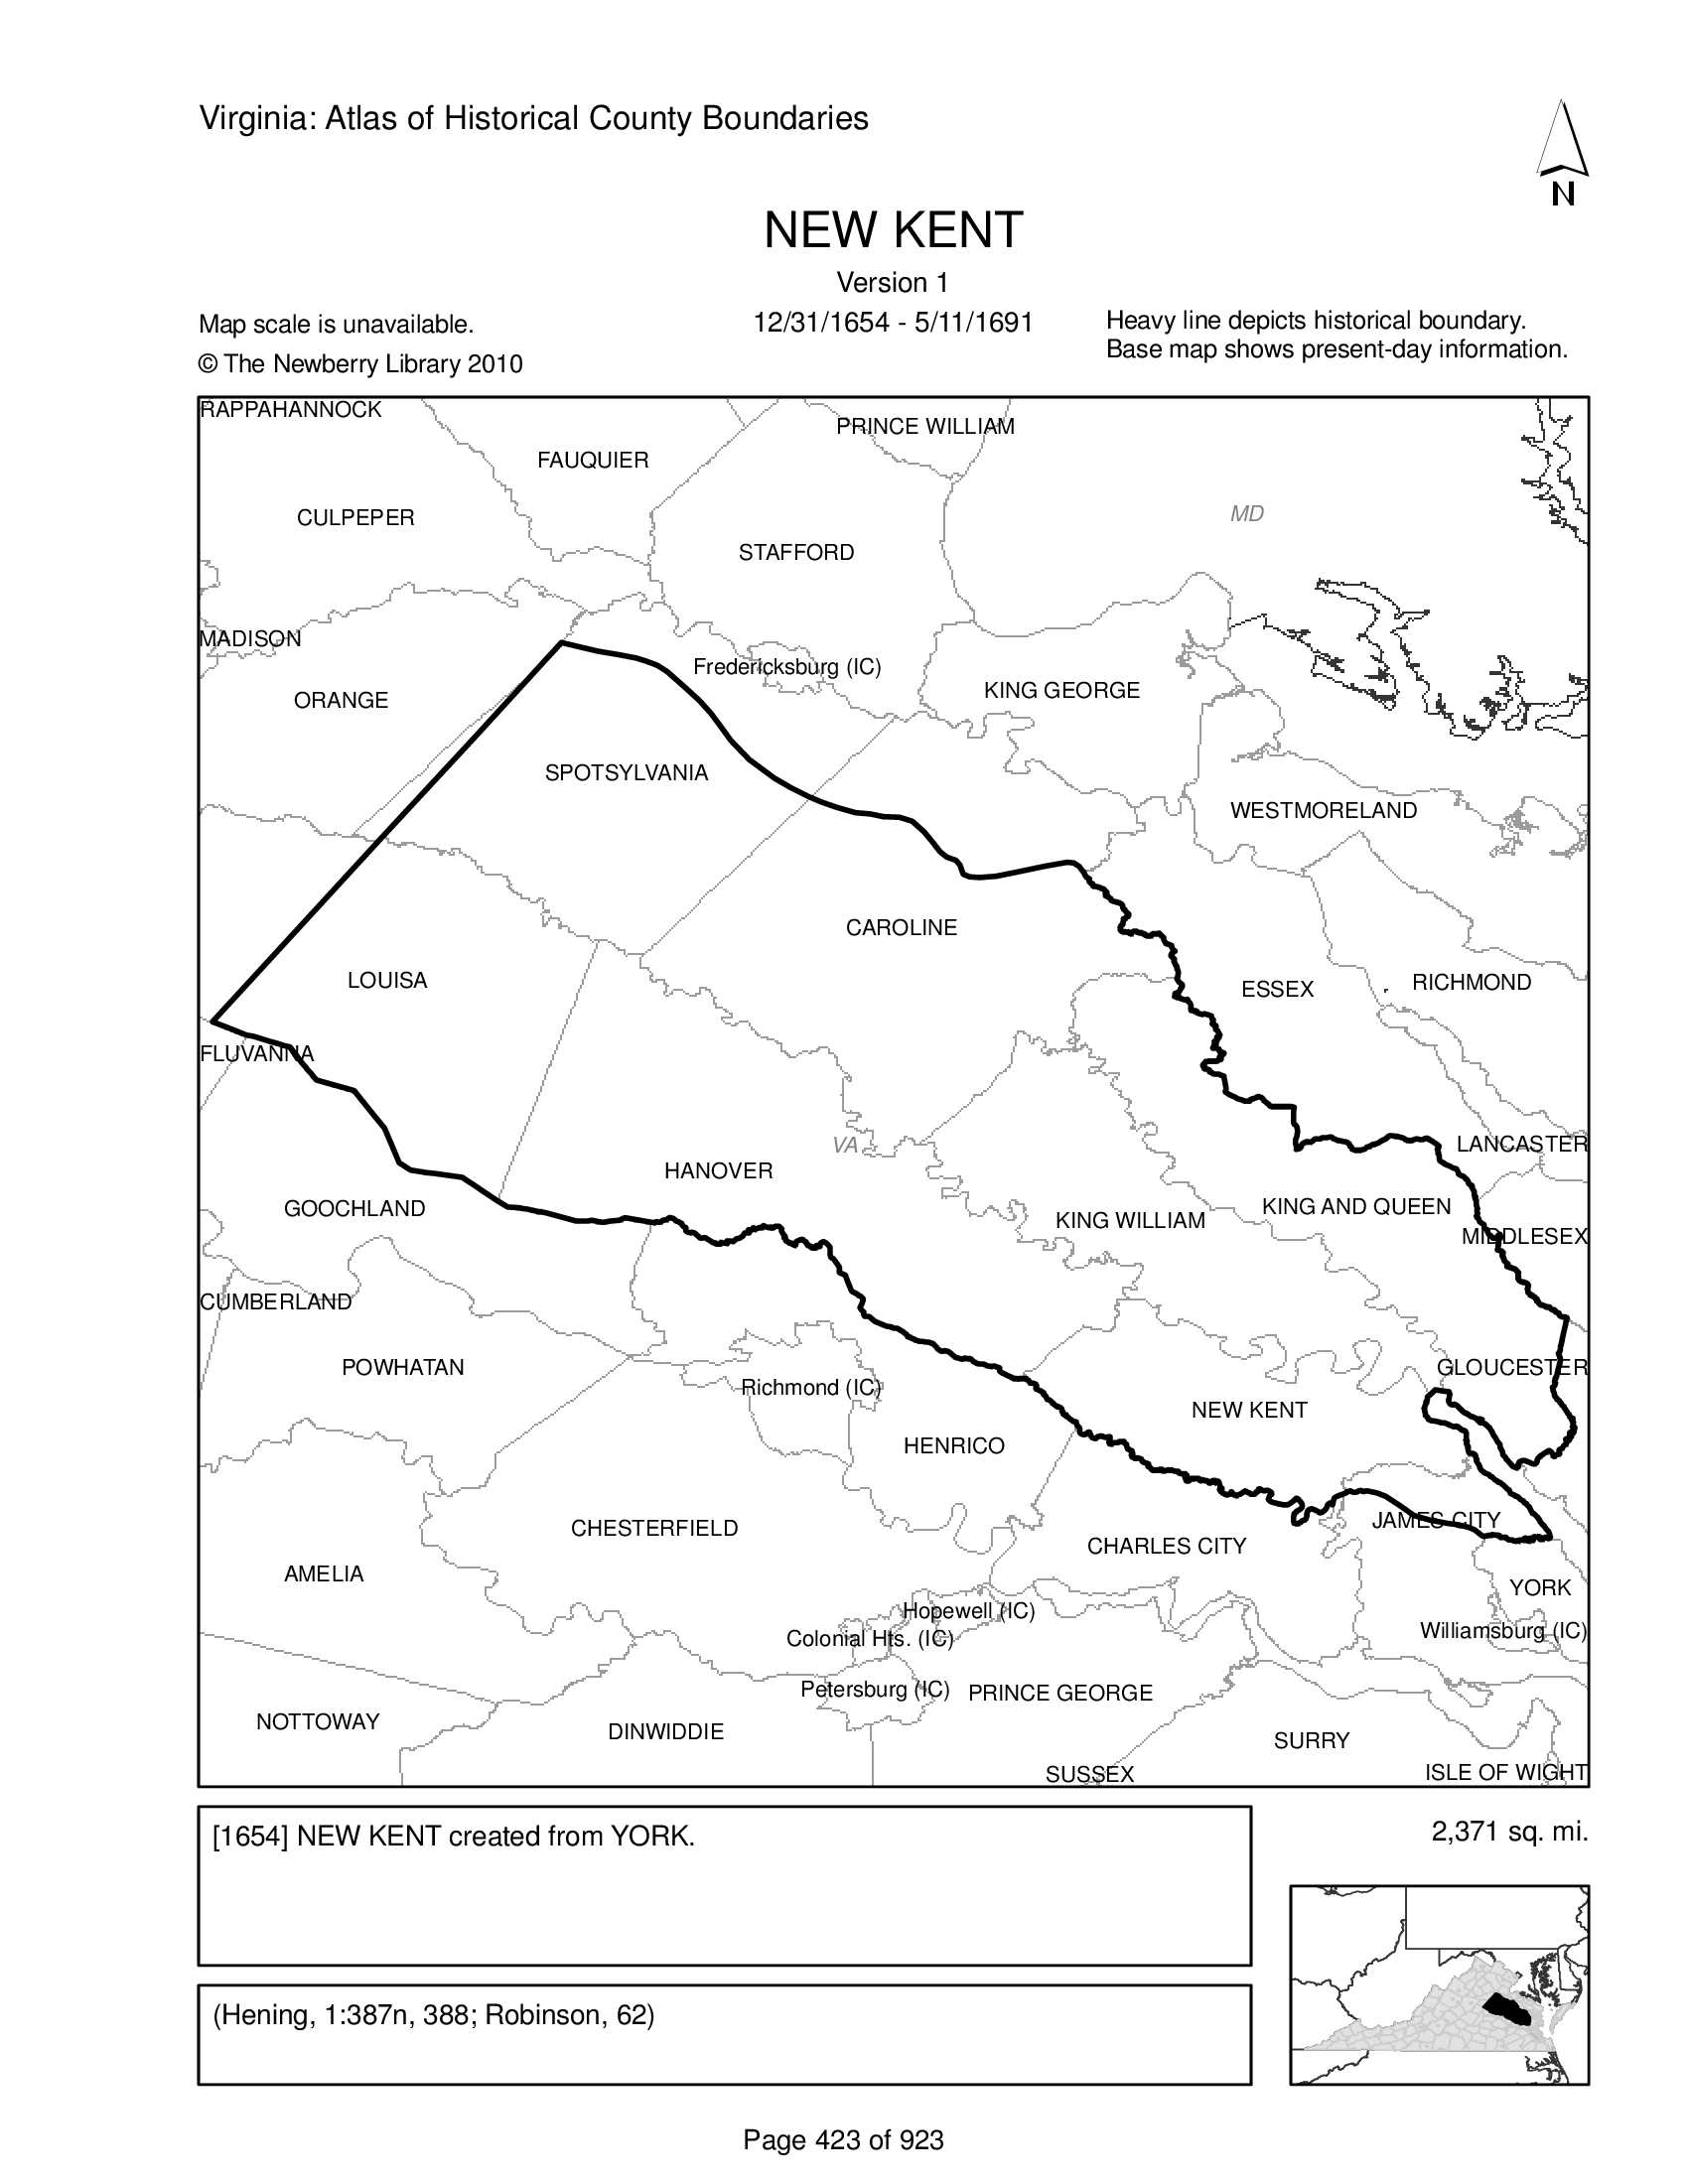 Virginia: Atlas of Historical County Boundaries
N
NEW KENT
Version 1
12/31/1654 - 5/11/1691
Map scale is unavailable.
© The Newberry Library 2010
Heavy line depicts historical boundary.
Base map shows present-day information.
RAPPAHANNOCK
PRINCE WILLIAM
FAUQUIER
CULPEPER
MD
STAFFORD
MADISON
Fredericksburg (IC)
ORANGE
KING GEORGE
SPOTSYLVANIA
WESTMORELAND
CAROLINE
LOUISA
ESSEX
RICHMOND
FLUVANNA
VA
LANCASTER
HANOVER
GOOCHLAND
KING WILLIAM
KING AND QUEEN
MIDDLESEX
CUMBERLAND
POWHATAN
GLOUCESTER
Richmond (IC)
NEW KENT
HENRICO
CHESTERFIELD
JAMES CITY
CHARLES CITY
AMELIA
YORK
Hopewell (IC)
Williamsburg (IC)
Colonial Hts. (IC)
Petersburg (IC)
PRINCE GEORGE
NOTTOWAY
DINWIDDIE
SURRY
SUSSEX
ISLE OF WIGHT
[1654] NEW KENT created from YORK.
2,371 sq. mi.
(Hening, 1:387n, 388; Robinson, 62)
Page 423 of 923